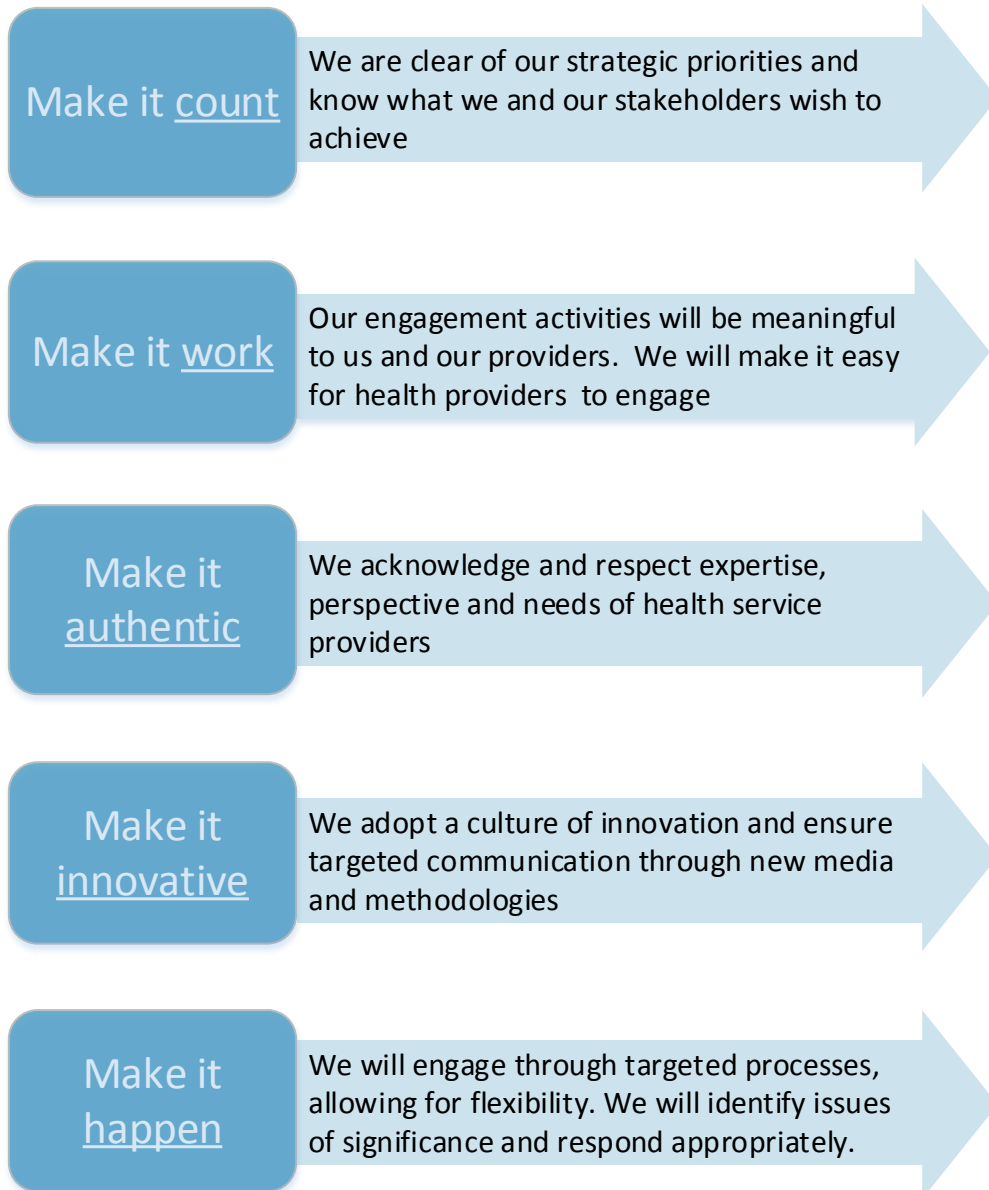 Make it count
We are clear of our strategic priorities and
know what we and our stakeholders wish to
achieve
Make it work
Our engagement activities will be meaningful
to us and our providers.  We will make it easy
for health providers  to engage
Make it
authentic
We acknowledge and respect expertise,
perspective and needs of health service
providers
Make it
innovative
We adopt a culture of innovation and ensure
targeted communication through new media
and methodologies
Make it
happen
We will engage through targeted processes,
allowing for flexibility. We will identify issues
of significance and respond appropriately.